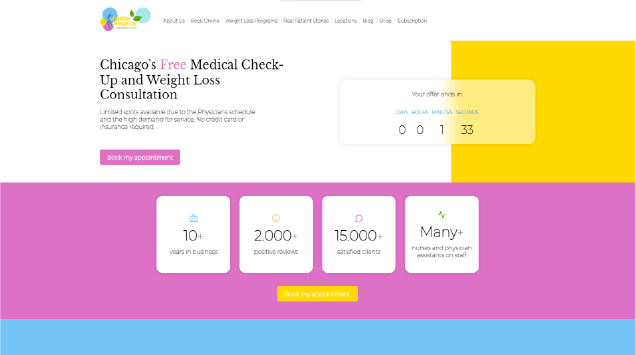 About Us Book Online Weight Loss Programs Real Patient Stories Locations Blog Shop Subscription
Chicago's Free Medical Check-
Up and Weight Loss
Consultation
Limited spots available due to the Physicians schedule
and the high demand for service. No credit card or
insurance required.
Book my appointment
Your offer ends in:
DAYS HOURS MINUTES SECONDS
0 0 1 33
10+
years in business
2.000+
positive reviews
15.000+
satisfied clients
Many+
nurses and physician
assistants on staff
Book my appointment